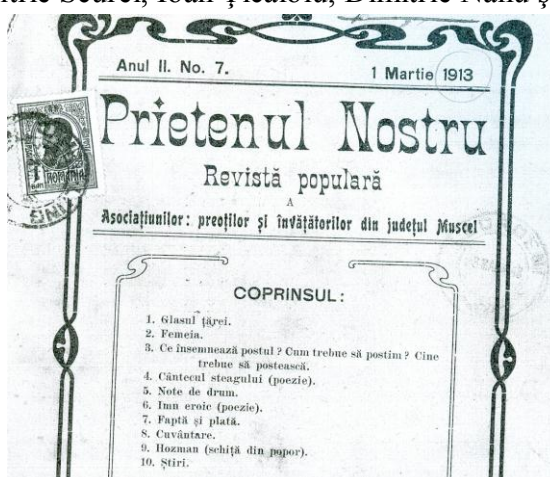 Anul II. No. 7. 1 Martie 1913
Prietenul Nostru
Revistă populară
A
Asociațiunilor: preoților și învățătorilor din județul Muscel
COPRINSUL:
1. Glasul țărei.
2. Femeia.
3. Ce însemnează postul? Cum trebue să postim? Cine
trebue să postească.
4. Cântecul steagului (poezie).
5. Note de drum.
6. Imn eroic (poezie).
7. Faptă și plată.
8. Cuvântare.
9. Hozman (schiță din popor).
10. Știri.
ROMANIA